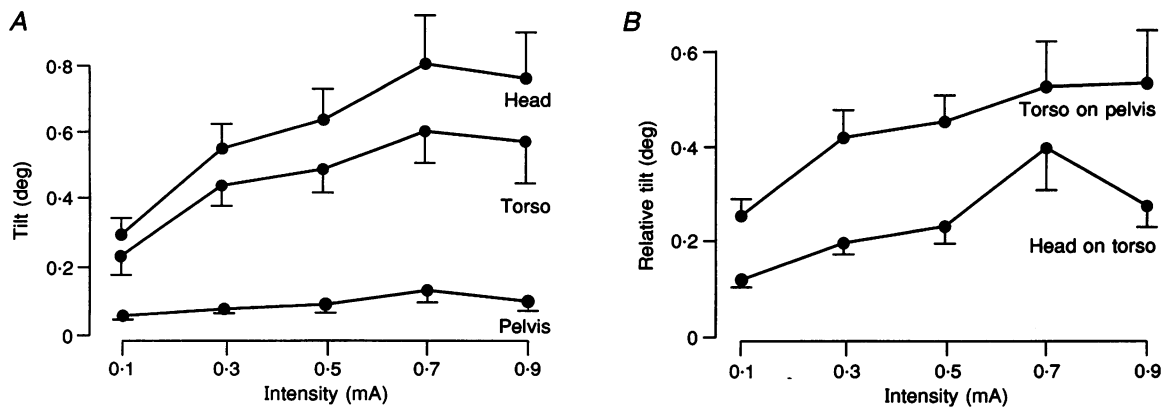 A
Tilt (deg)
0·8
0·6
0·4
0·2
0
Head
Torso
Pelvis
0·1 0·3 0·5 0·7 0·9
Intensity (mA)
B
Relative tilt (deg)
0·6
0·4
0·2
0
Torso on pelvis
Head on torso
0·1 0·3 0·5 0·7 0·9
Intensity (mA)